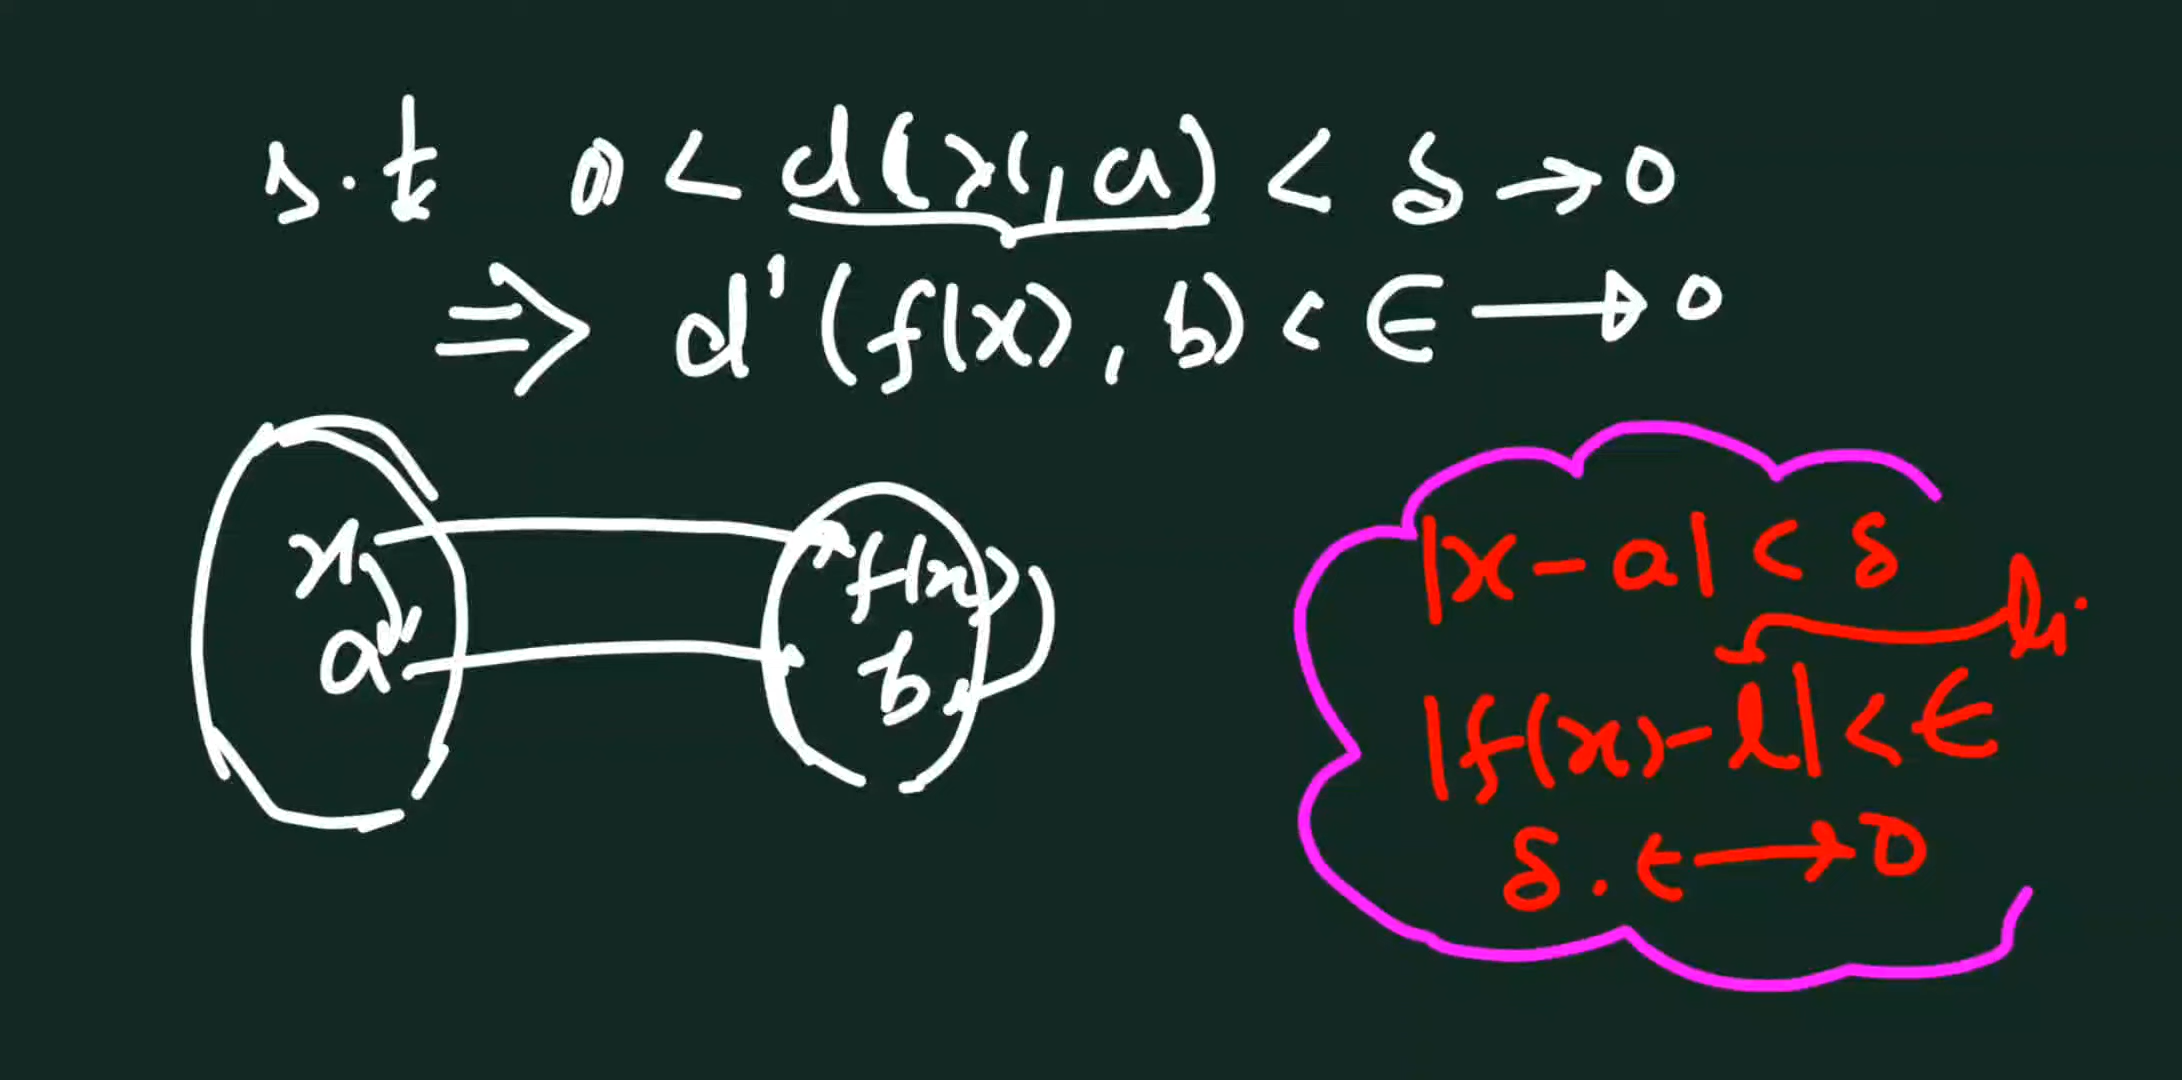 s.t 0 < d(x, a) < δ → 0
⇒ d'(f(x), b) < ∈ → 0
x f(x)
a b
|x - a| < δ
|f(x) - l| < ∈
δ . ∈ → 0